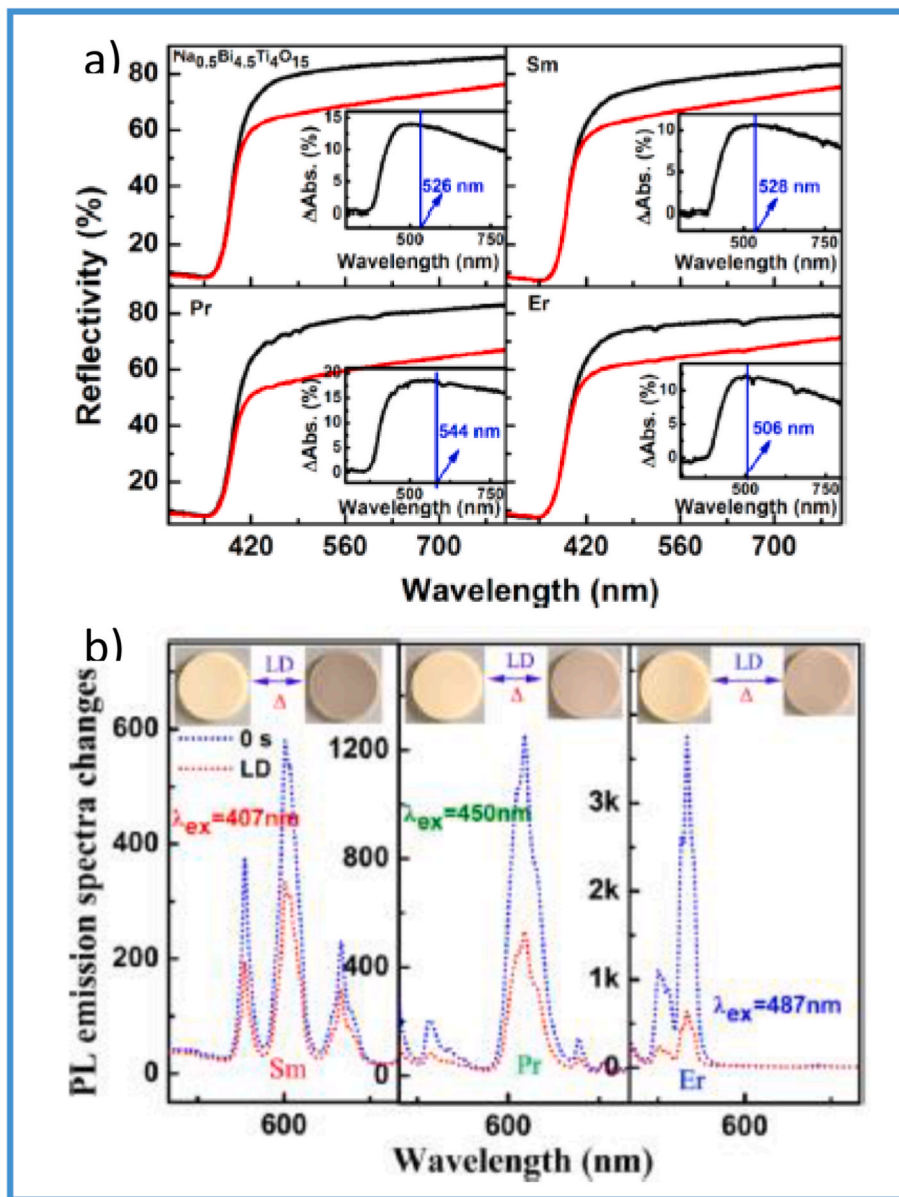 a)
Na0.5Bi4.5Ti4O15
Sm
80
60
40
20
15
10
5
0
ΔAbs. (%)
526 nm
500 750
Wavelength (nm)
10
5
0
ΔAbs. (%)
528 nm
500 750
Wavelength (nm)
Reflectivity (%)
Pr
Er
80
60
40
20
20
15
10
5
0
ΔAbs. (%)
544 nm
500 750
Wavelength (nm)
10
5
0
ΔAbs. (%)
506 nm
500 750
Wavelength (nm)
420 560 700 420 560 700
Wavelength (nm)
b)
LD
Δ
LD
Δ
LD
Δ
PL emission spectra changes
600
400
200
0
0 s
LD
λex=407nm
Sm
1200
800
400
0
λex=450nm
Pr
3k
2k
1k
0
λex=487nm
Er
600 600 600
Wavelength (nm)